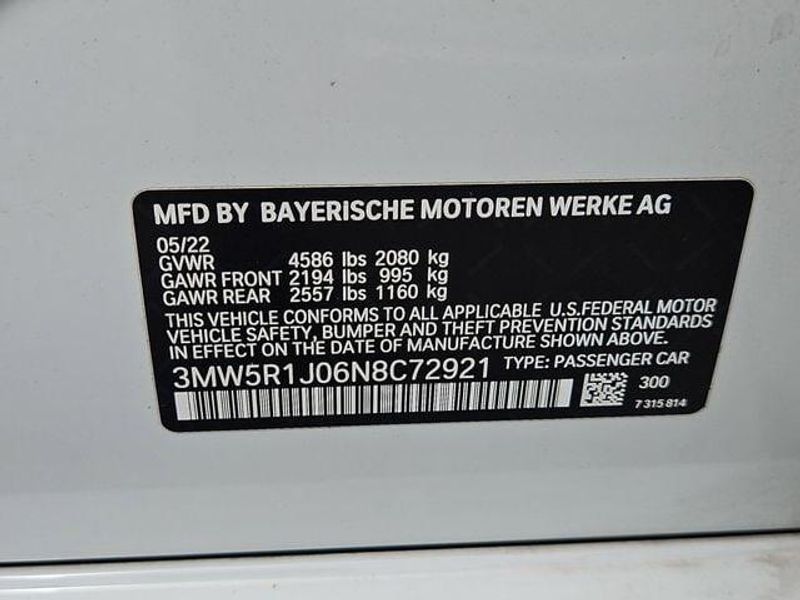 MFD BY BAYERISCHE MOTOREN WERKE AG
05/22
GVWR 4586 lbs 2080 kg
GAWR FRONT 2194 lbs 995 kg
GAWR REAR 2557 lbs 1160 kg
THIS VEHICLE CONFORMS TO ALL APPLICABLE U.S.FEDERAL MOTOR
VEHICLE SAFETY, BUMPER AND THEFT PREVENTION STANDARDS
IN EFFECT ON THE DATE OF MANUFACTURE SHOWN ABOVE.
3MW5R1J06N8C72921 TYPE: PASSENGER CAR
300
7 315 814